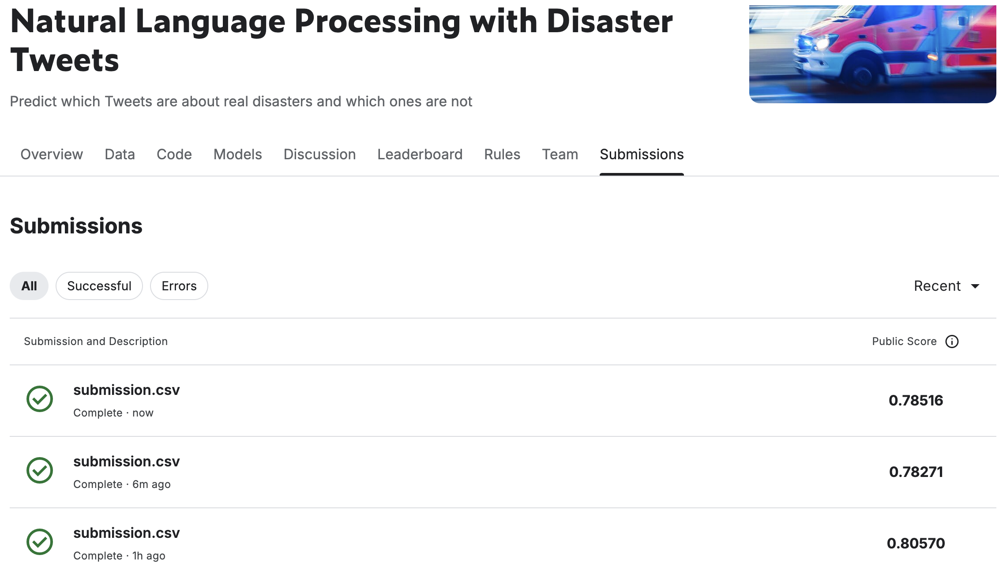 Natural Language Processing with Disaster
Tweets
Predict which Tweets are about real disasters and which ones are not
Overview Data Code Models Discussion Leaderboard Rules Team Submissions
Submissions
All Successful Errors Recent
Submission and Description Public Score
submission.csv
Complete · now
0.78516
submission.csv
Complete · 6m ago
0.78271
submission.csv
Complete · 1h ago
0.80570